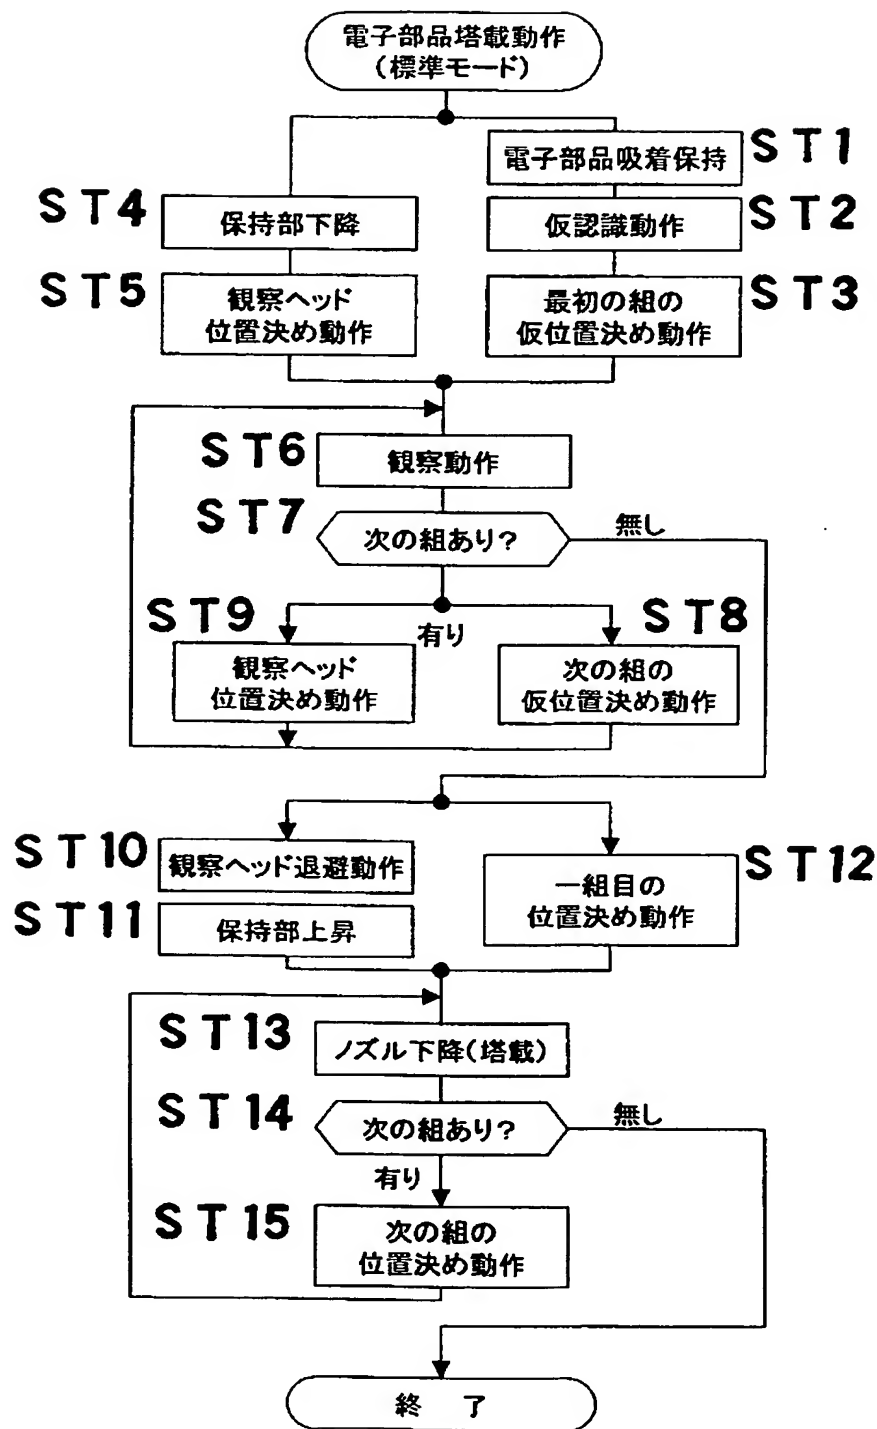 電子部品塔載動作
(標準モード)
電子部品吸着保持
ST1
ST4
保持部下降
仮認識動作
ST2
ST5
観察ヘッド
位置決め動作
最初の組の
仮位置決め動作
ST3
ST6
観察動作
ST7
次の組あり?
無し
有り
ST9
観察ヘッド
位置決め動作
ST8
次の組の
仮位置決め動作
ST10
観察ヘッド退避動作
ST11
保持部上昇
ST12
一組目の
位置決め動作
ST13
ノズル下降(塔載)
ST14
次の組あり?
無し
有り
ST15
次の組の
位置決め動作
終 了